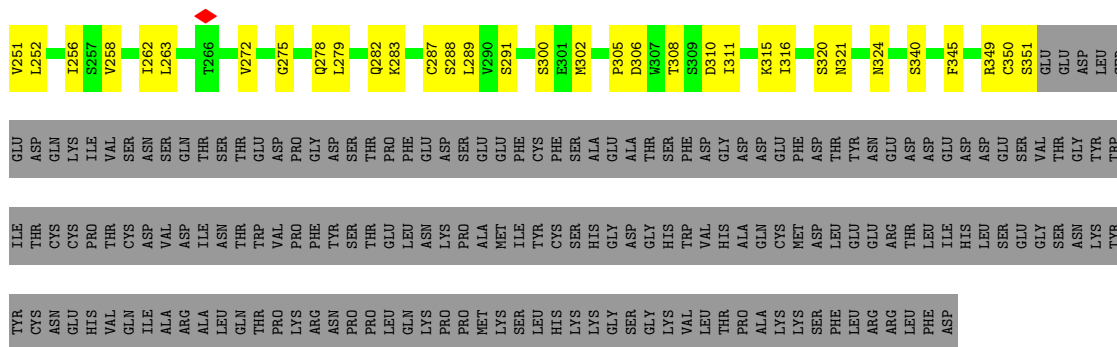 V251 L252 I256 S257 V258 I262 L263 T266 V272 G275 Q278 L279 Q282 K283 C287 S288 L289 V290 S291 S300 E301 M302 P305 D306 W307 T308 S309 D310 I311 K315 I316 S320 N321 N324 S340 F345 R349 C350 S351 GLU GLU ASP LEU SER
GLU ASP GLN LYS ILE VAL SER ASN SER GLN THR SER THR GLU ASP PRO GLY ASP SER THR PRO PHE GLU ASP SER GLU GLU PHE CYS PHE SER ALA GLU ALA THR SER PHE ASP GLY ASP ASP GLU PHE ASP THR TYR ASN GLU ASP ASP GLU ASP ASP GLU SER VAL THR GLY TYR TRP
ILE THR CYS CYS PRO THR CYS ASP VAL ASP ILE ASN THR TRP VAL PRO PHE TYR SER THR GLU LEU ASN LYS PRO ALA MET ILE TYR CYS SER HIS GLY ASP GLY HIS TRP VAL HIS ALA GLN CYS MET ASP LEU GLU GLU ARG THR LEU ILE HIS LEU SER GLU GLY SER ASN LYS TYR
TYR CYS ASN GLU HIS VAL GLN ILE ALA ARG ALA LEU GLN THR PRO LYS ARG ASN PRO PRO LEU GLN LYS PRO PRO MET LYS SER LEU HIS LYS LYS GLY SER GLY LYS VAL LEU THR PRO ALA LYS LYS SER PHE LEU ARG ARG LEU PHE ASP